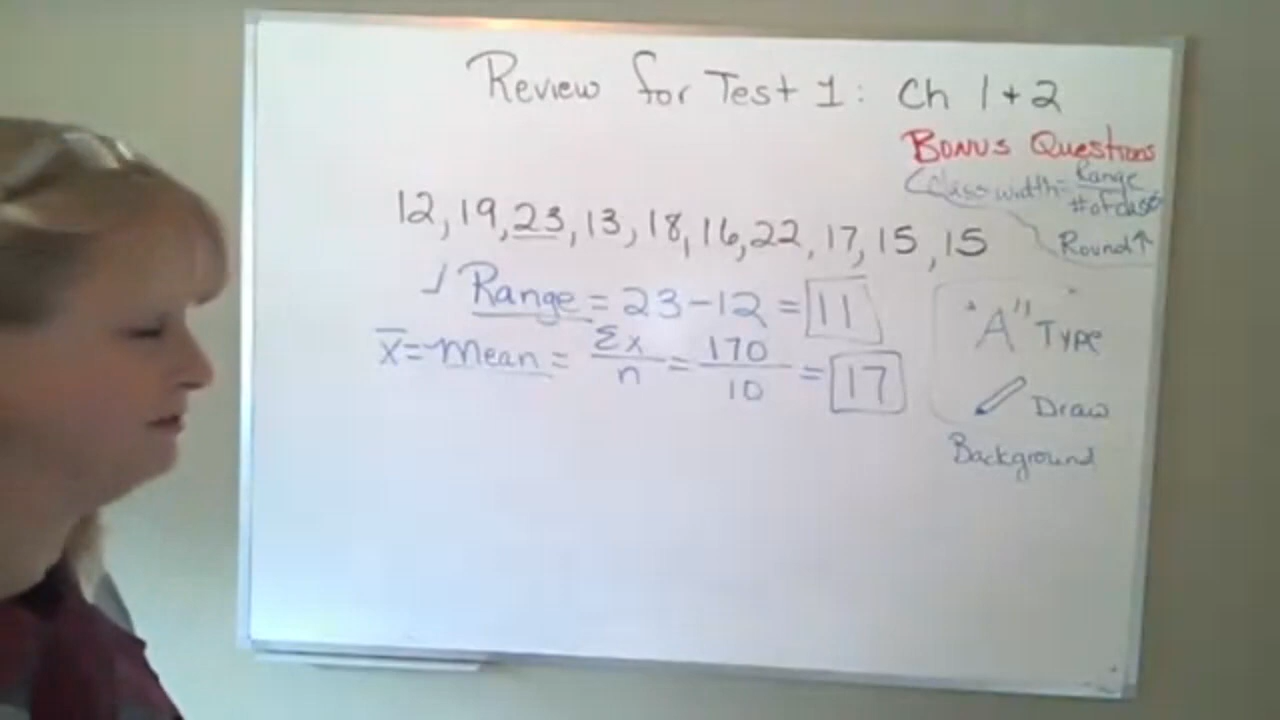 Review for Test 1: Ch 1 + 2
Bonus Questions
Class width = Range / # of class
Round ↑
12, 19, 23, 13, 18, 16, 22, 17, 15, 15
Range = 23 - 12 = 11
x̄ = Mean = Σx / n = 170 / 10 = 17
"A" Type
Draw
Background